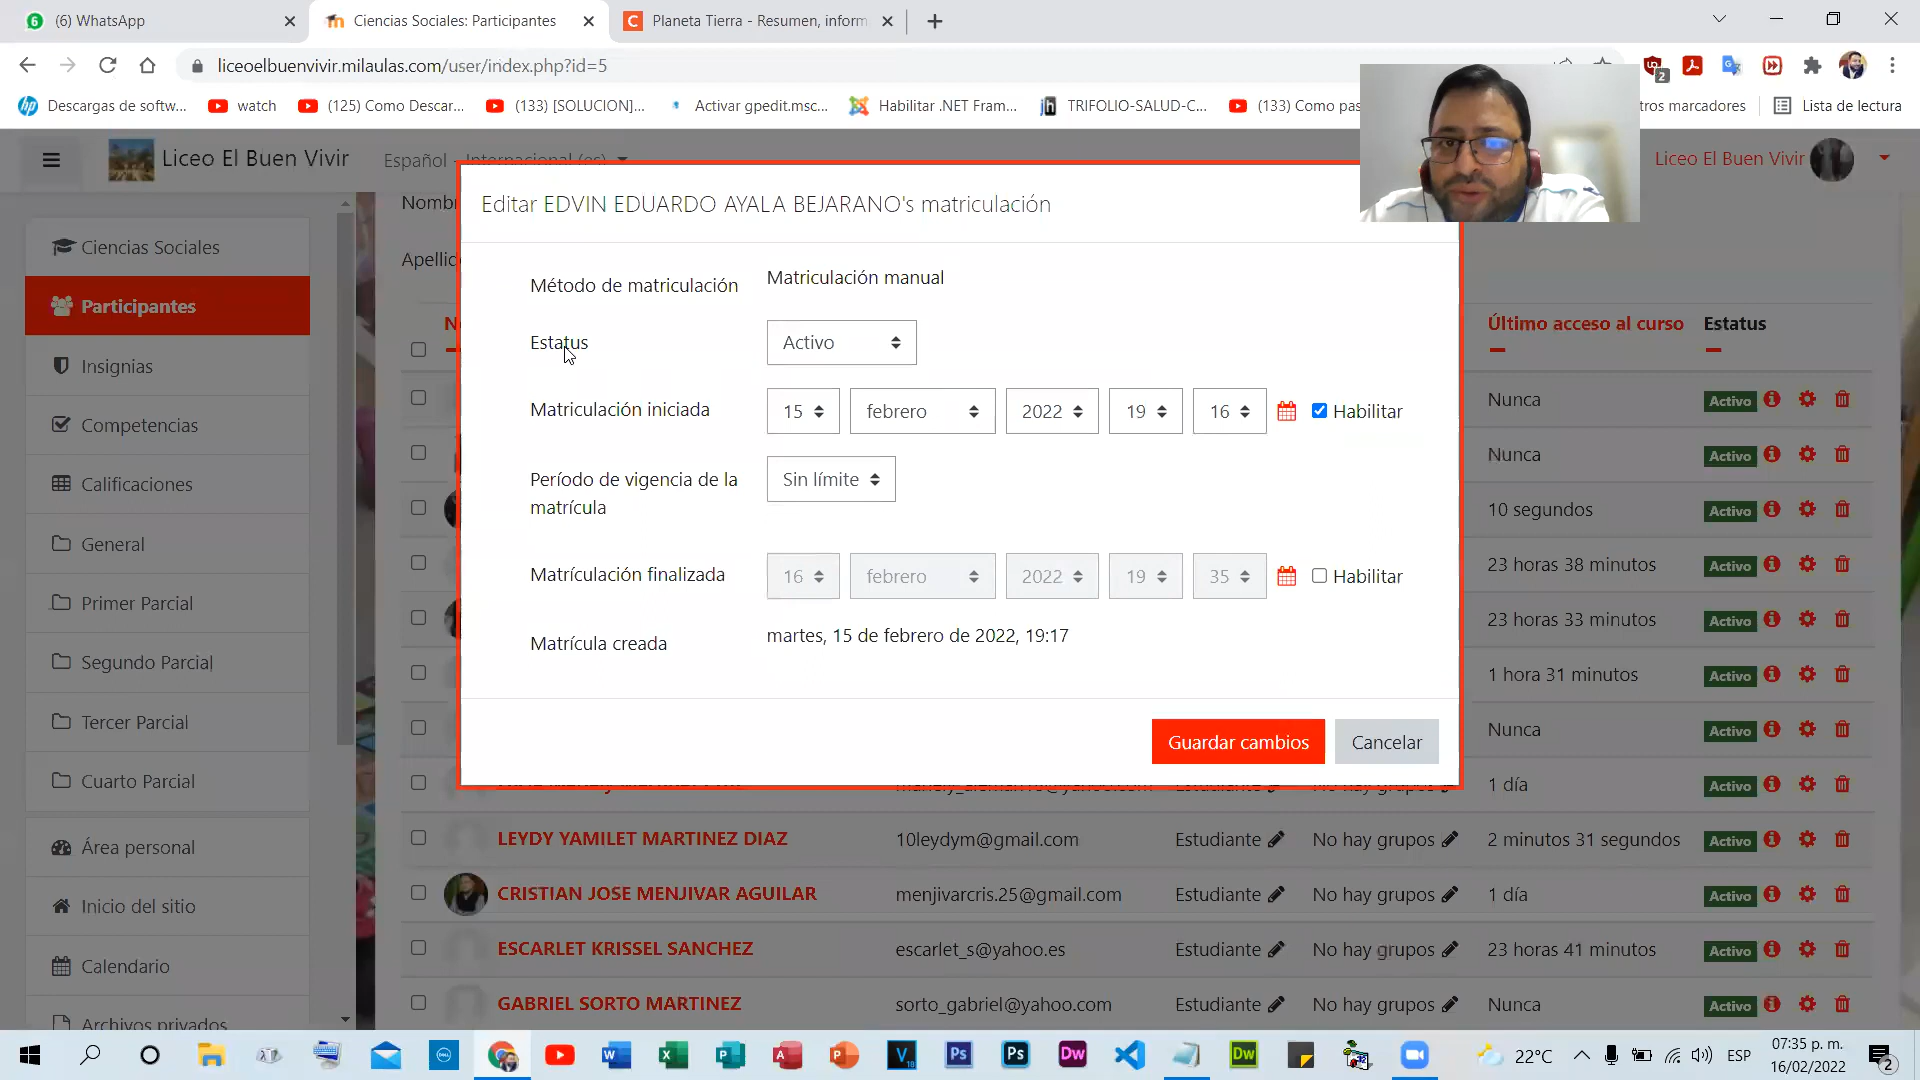 (6) WhatsApp
Ciencias Sociales: Participantes
Planeta Tierra - Resumen, inform
liceoelbuenvivir.milaulas.com/user/index.php?id=5
2
Descargas de softw...
watch
(125) Como Descar...
(133) [SOLUCION]...
Activar gpedit.msc...
Habilitar .NET Fram...
TRIFOLIO-SALUD-C...
(133) Como pas
tros marcadores
Lista de lectura
Liceo El Buen Vivir
Español - Internacional (es)
Liceo El Buen Vivir
Nomb
Apellid
Ciencias Sociales
Participantes
Insignias
Competencias
Calificaciones
General
Primer Parcial
Segundo Parcial
Tercer Parcial
Cuarto Parcial
Área personal
Inicio del sitio
Calendario
Archivos privados
Editar EDVIN EDUARDO AYALA BEJARANO's matriculación
Método de matriculación Matriculación manual
Estatus Activo
Matriculación iniciada 15 febrero 2022 19 16 Habilitar
Período de vigencia de la
matrícula
Sin límite
Matrículación finalizada 16 febrero 2022 19 35 Habilitar
Matrícula creada martes, 15 de febrero de 2022, 19:17
Guardar cambios Cancelar
Último acceso al curso Estatus
Nunca Activo
Nunca Activo
10 segundos Activo
23 horas 38 minutos Activo
23 horas 33 minutos Activo
1 hora 31 minutos Activo
Nunca Activo
1 día Activo
LEYDY YAMILET MARTINEZ DIAZ 10leydym@gmail.com Estudiante No hay grupos 2 minutos 31 segundos Activo
CRISTIAN JOSE MENJIVAR AGUILAR menjivarcris.25@gmail.com Estudiante No hay grupos 1 día Activo
ESCARLET KRISSEL SANCHEZ escarlet_s@yahoo.es Estudiante No hay grupos 23 horas 41 minutos Activo
GABRIEL SORTO MARTINEZ sorto_gabriel@yahoo.com Estudiante No hay grupos Nunca Activo
22°C
ESP
07:35 p. m.
16/02/2022
2